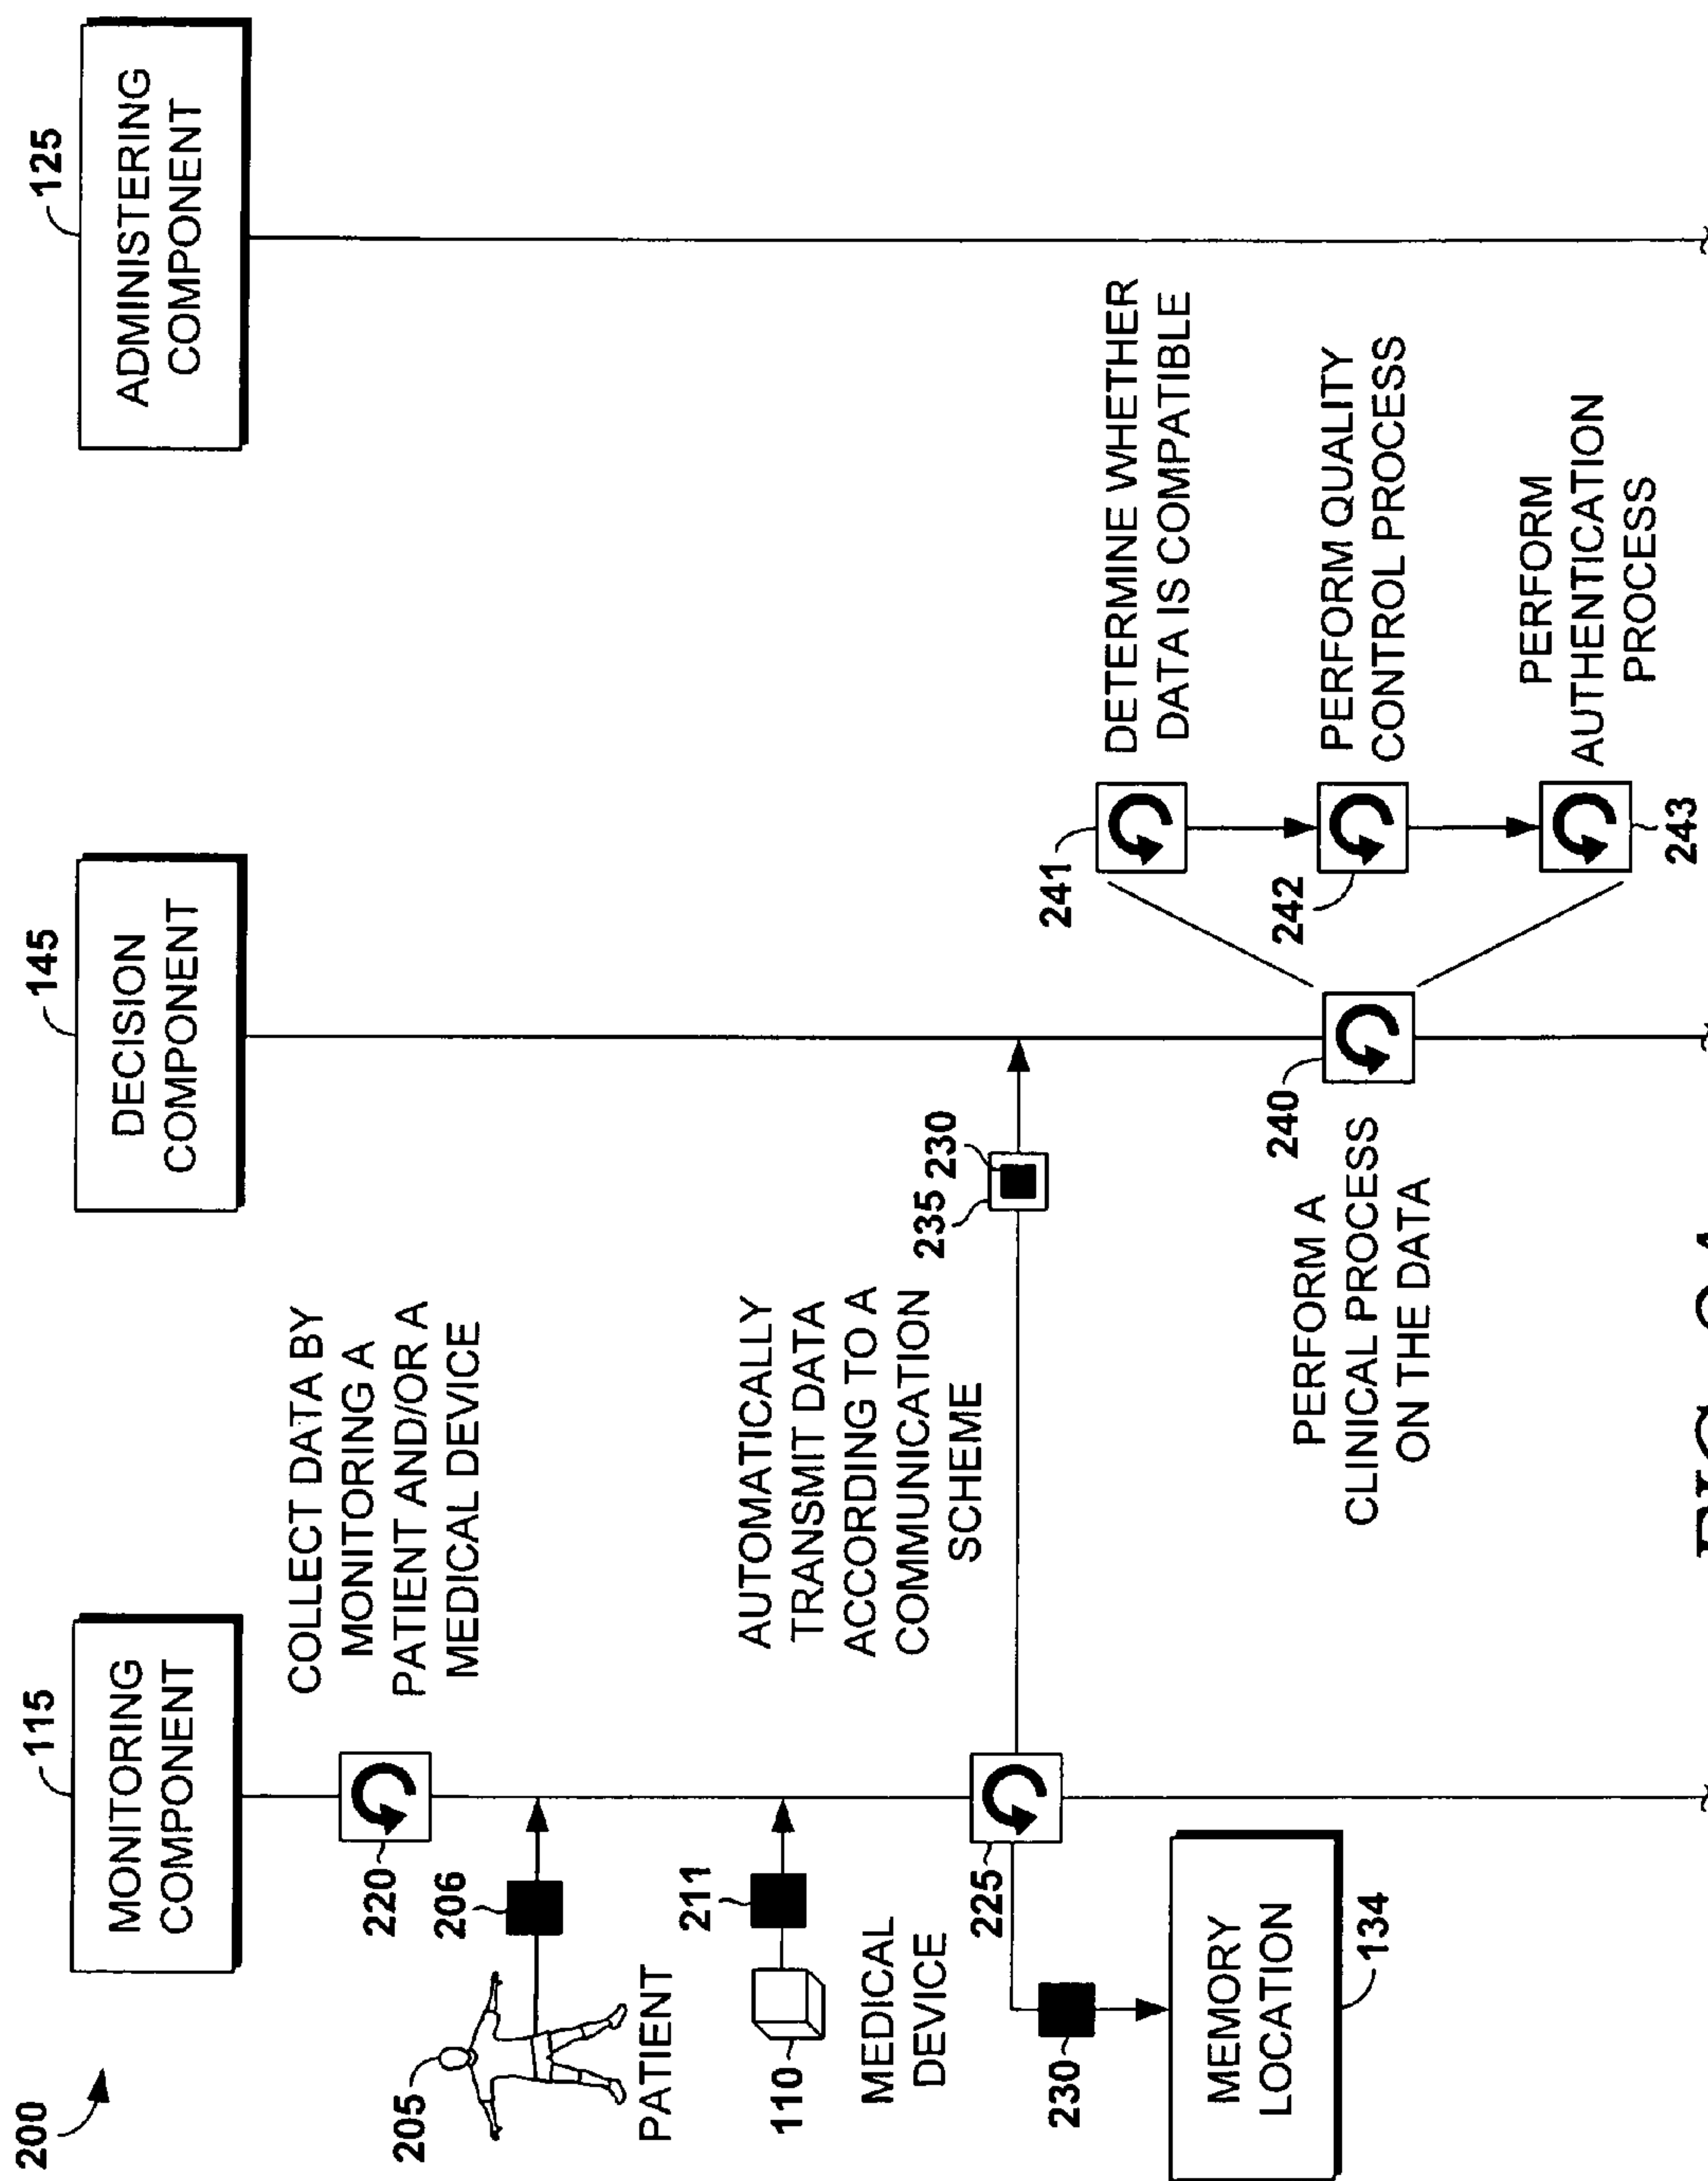 200
115
MONITORING
COMPONENT
145
DECISION
COMPONENT
125
ADMINISTERING
COMPONENT
220
COLLECT DATA BY
MONITORING A
PATIENT AND/OR A
MEDICAL DEVICE
205
206
PATIENT
110
211
MEDICAL
DEVICE
225
AUTOMATICALLY
TRANSMIT DATA
ACCORDING TO A
COMMUNICATION
SCHEME
235
230
230
MEMORY
LOCATION
134
240
PERFORM A
CLINICAL PROCESS
ON THE DATA
241
DETERMINE WHETHER
DATA IS COMPATIBLE
242
PERFORM QUALITY
CONTROL PROCESS
243
PERFORM
AUTHENTICATION
PROCESS